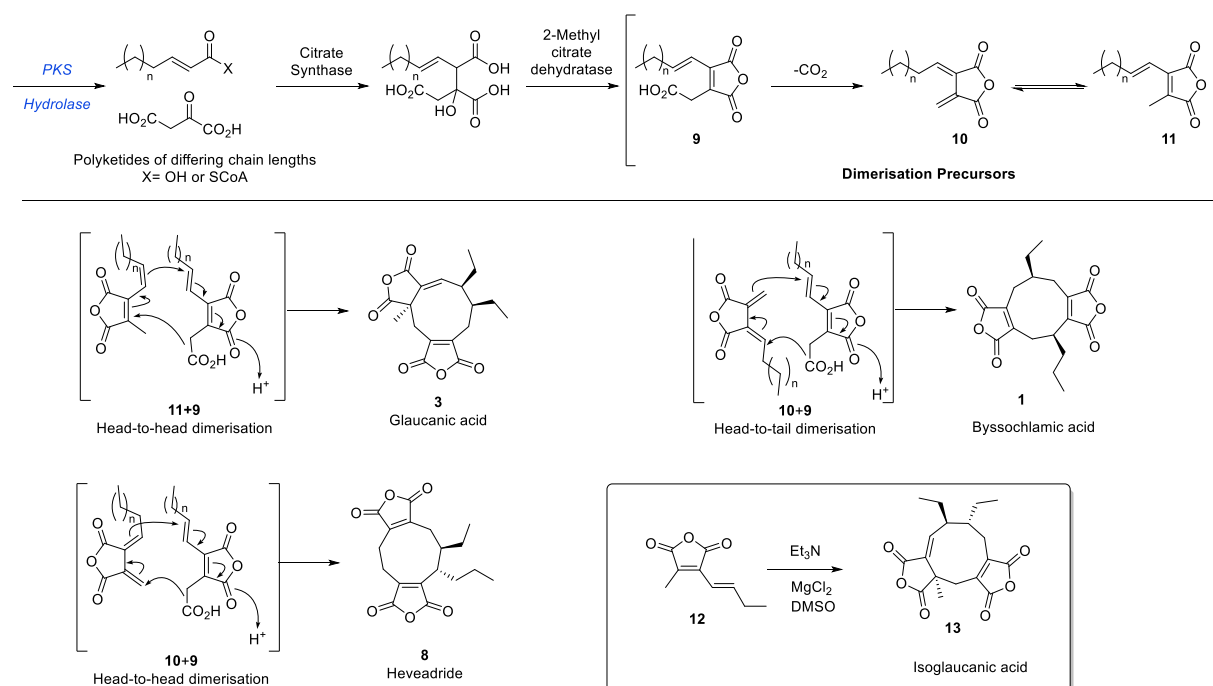 PKS
Hydrolase
O
X
O
HO₂C
CO₂H
Polyketides of differing chain lengths
X= OH or SCoA
Citrate
Synthase
n
O
OH
HO₂C
HO
OH
O
2-Methyl
citrate
dehydratase
n
O
O
O
HO₂C
9
-CO₂
n
O
O
O
10
n
O
O
O
11
Dimerisation Precursors
n
n
O
O
O
O
O
O
CO₂H
H⁺
11+9
Head-to-head dimerisation
O
O
O
O
O
O
3
Glaucanic acid
n
O
O
O
O
O
O
n
CO₂H
H⁺
10+9
Head-to-tail dimerisation
O
O
O
O
O
O
1
Byssochlamic acid
n
n
O
O
O
O
O
O
CO₂H
H⁺
10+9
Head-to-head dimerisation
O
O
O
O
O
O
8
Heveadride
O
O
O
12
Et₃N
MgCl₂
DMSO
O
O
O
O
O
O
13
Isoglaucanic acid